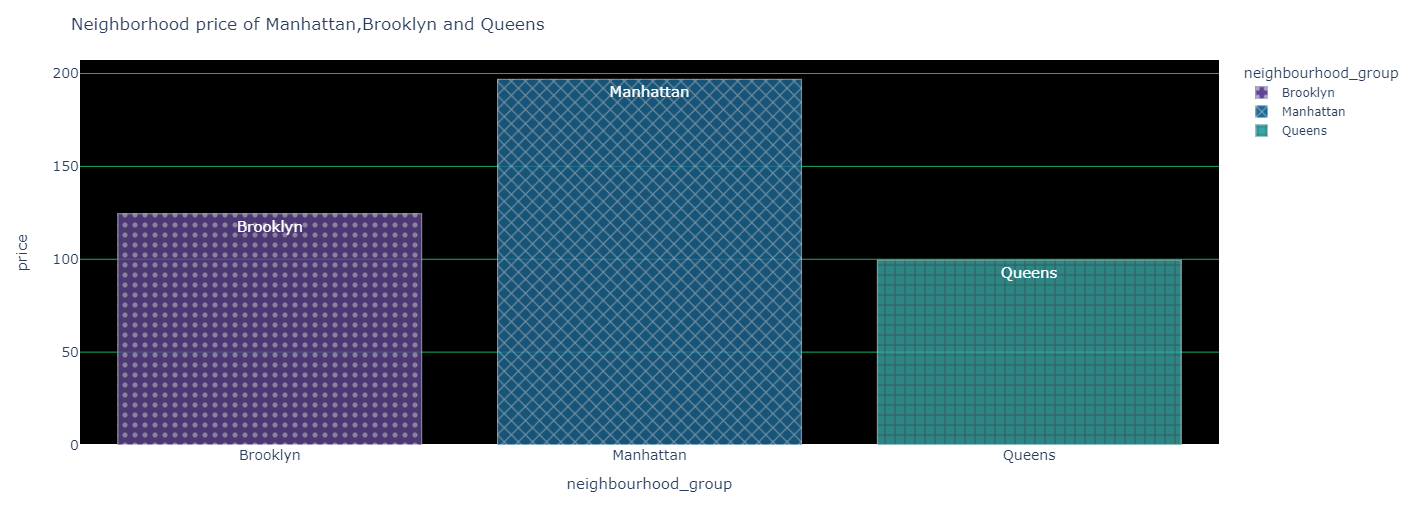 Neighborhood price of Manhattan,Brooklyn and Queens
200
150
100
50
0
price
Brooklyn
Manhattan
Queens
Brooklyn
Manhattan
Queens
neighbourhood_group
neighbourhood_group
Brooklyn
Manhattan
Queens